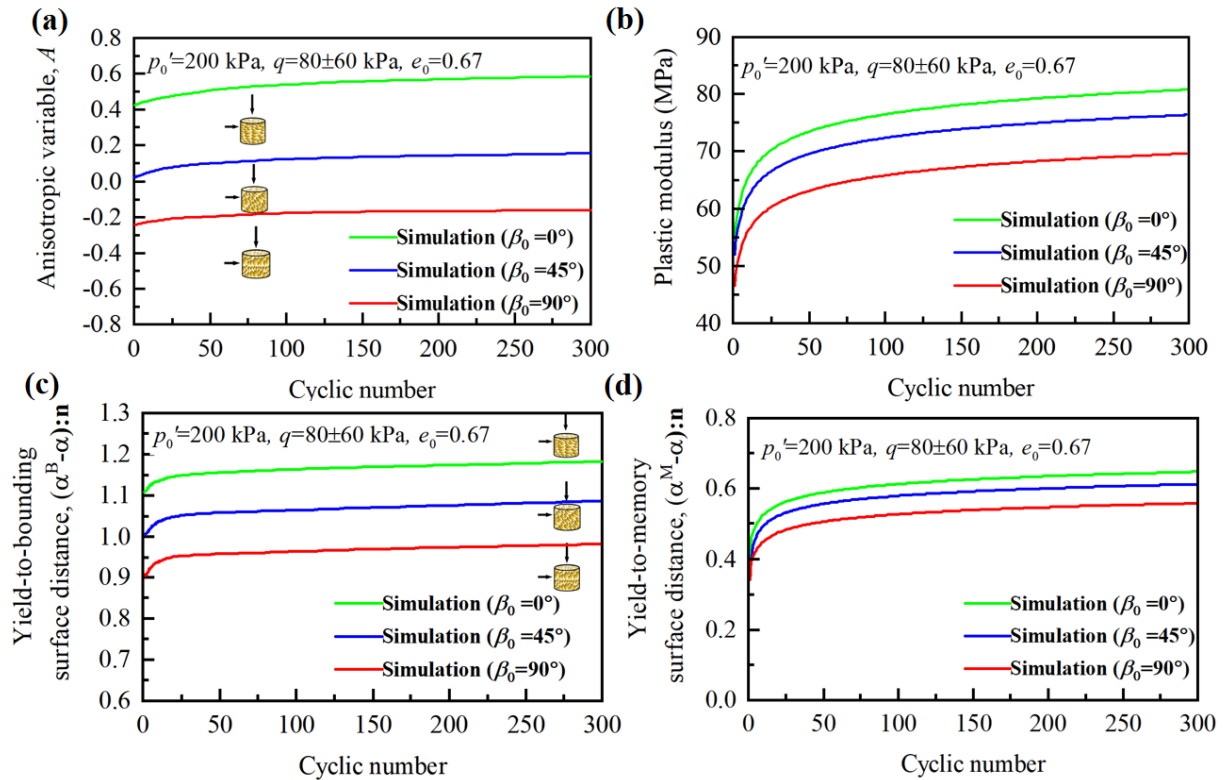 (a)
Anisotropic variable, A
0.8
0.6
0.4
0.2
0.0
-0.2
-0.4
-0.6
-0.8
p₀'=200 kPa, q=80±60 kPa, e₀=0.67
Simulation (β₀ =0°)
Simulation (β₀ =45°)
Simulation (β₀=90°)
0 50 100 150 200 250 300
Cyclic number
(b)
Plastic modulus (MPa)
90
80
70
60
50
40
p₀'=200 kPa, q=80±60 kPa, e₀=0.67
Simulation (β₀ =0°)
Simulation (β₀ =45°)
Simulation (β₀=90°)
0 50 100 150 200 250 300
Cyclic number
(c)
Yield-to-bounding
surface distance, (αᴮ-α):n
1.3
1.2
1.1
1.0
0.9
0.8
0.7
0.6
p₀'=200 kPa, q=80±60 kPa, e₀=0.67
Simulation (β₀ =0°)
Simulation (β₀ =45°)
Simulation (β₀=90°)
0 50 100 150 200 250 300
Cyclic number
(d)
Yield-to-memory
surface distance, (αᴹ-α):n
0.8
0.6
0.4
0.2
0.0
p₀'=200 kPa, q=80±60 kPa, e₀=0.67
Simulation (β₀ =0°)
Simulation (β₀ =45°)
Simulation (β₀=90°)
0 50 100 150 200 250 300
Cyclic number